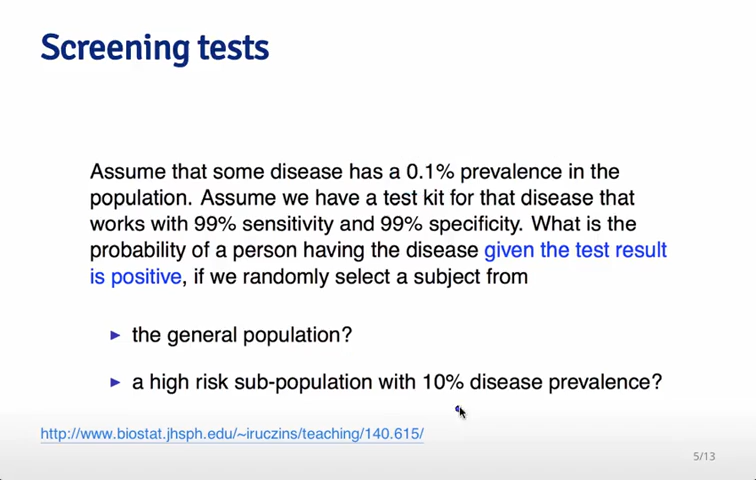 Screening tests
Assume that some disease has a 0.1% prevalence in the
population. Assume we have a test kit for that disease that
works with 99% sensitivity and 99% specificity. What is the
probability of a person having the disease given the test result
is positive, if we randomly select a subject from
the general population?
a high risk sub-population with 10% disease prevalence?
http://www.biostat.jhsph.edu/~iruczins/teaching/140.615/
5/13